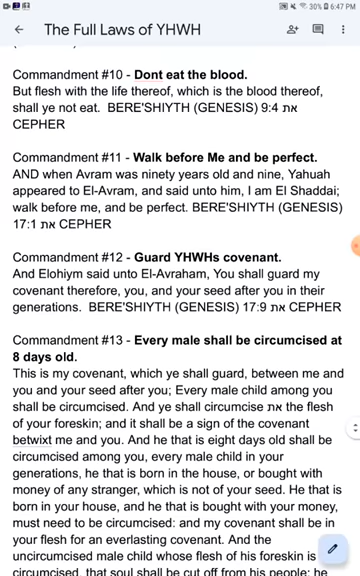 30% 6:47 PM
The Full Laws of YHWH
Commandment #10 - Dont eat the blood.
But flesh with the life thereof, which is the blood thereof,
shall ye not eat.  BERE'SHIYTH (GENESIS) 9:4 את
CEPHER
Commandment #11 - Walk before Me and be perfect.
AND when Avram was ninety years old and nine, Yahuah
appeared to El-Avram, and said unto him, I am El Shaddai;
walk before me, and be perfect. BERE'SHIYTH (GENESIS)
17:1 את CEPHER
Commandment #12 - Guard YHWHs covenant.
And Elohiym said unto El-Avraham, You shall guard my
covenant therefore, you, and your seed after you in their
generations.  BERE'SHIYTH (GENESIS) 17:9 את CEPHER
Commandment #13 - Every male shall be circumcised at
8 days old.
This is my covenant, which ye shall guard, between me and
you and your seed after you; Every male child among you
shall be circumcised. And ye shall circumcise את the flesh
of your foreskin; and it shall be a sign of the covenant
betwixt me and you. And he that is eight days old shall be
circumcised among you, every male child in your
generations, he that is born in the house, or bought with
money of any stranger, which is not of your seed. He that is
born in your house, and he that is bought with your money,
must need to be circumcised: and my covenant shall be in
your flesh for an everlasting covenant. And the
uncircumcised male child whose flesh of his foreskin is
circumcised, that soul shall be cut off from his people; he